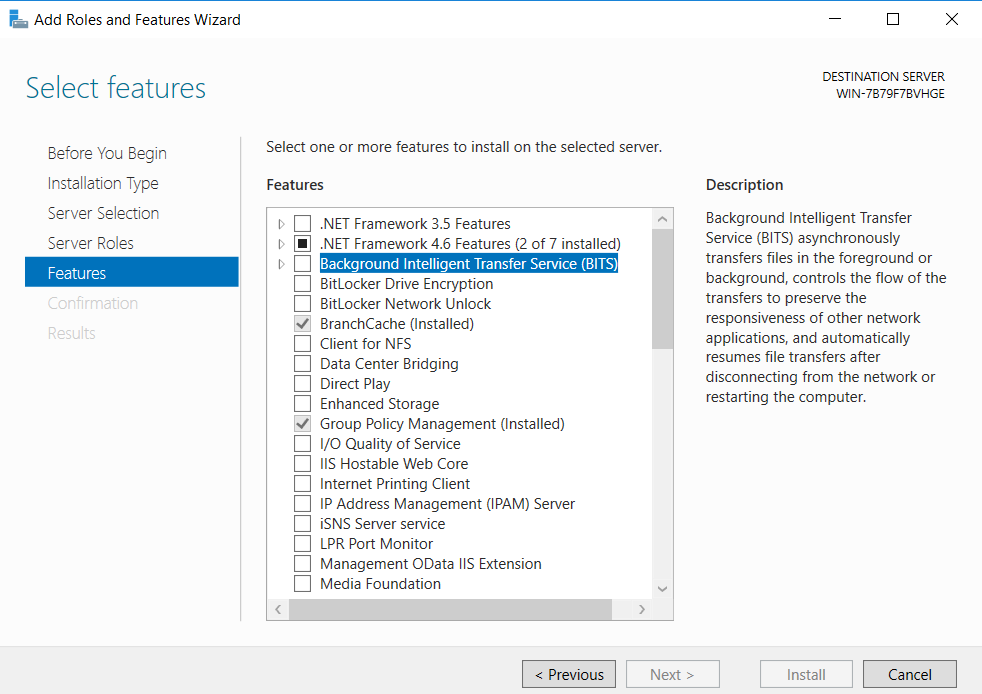 Add Roles and Features Wizard
Select features
DESTINATION SERVER
WIN-7B79F7BVHGE
Before You Begin
Installation Type
Server Selection
Server Roles
Features
Confirmation
Results
Select one or more features to install on the selected server.
Features
.NET Framework 3.5 Features
.NET Framework 4.6 Features (2 of 7 installed)
Background Intelligent Transfer Service (BITS)
BitLocker Drive Encryption
BitLocker Network Unlock
BranchCache (Installed)
Client for NFS
Data Center Bridging
Direct Play
Enhanced Storage
Group Policy Management (Installed)
I/O Quality of Service
IIS Hostable Web Core
Internet Printing Client
IP Address Management (IPAM) Server
iSNS Server service
LPR Port Monitor
Management OData IIS Extension
Media Foundation
Description
Background Intelligent Transfer
Service (BITS) asynchronously
transfers files in the foreground or
background, controls the flow of the
transfers to preserve the
responsiveness of other network
applications, and automatically
resumes file transfers after
disconnecting from the network or
restarting the computer.
< Previous
Next >
Install
Cancel